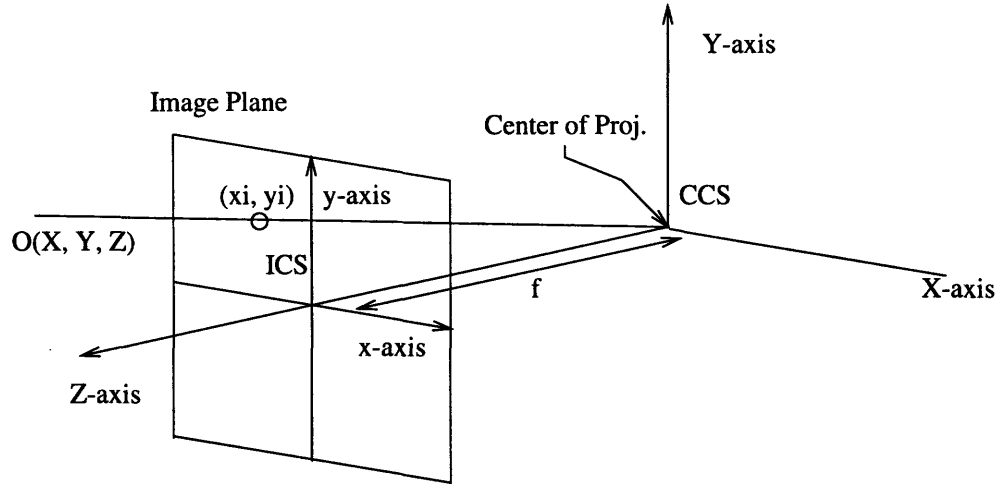 Y-axis
Image Plane
Center of Proj.
(xi, yi)
y-axis
CCS
O(X, Y, Z)
ICS
f
X-axis
x-axis
Z-axis